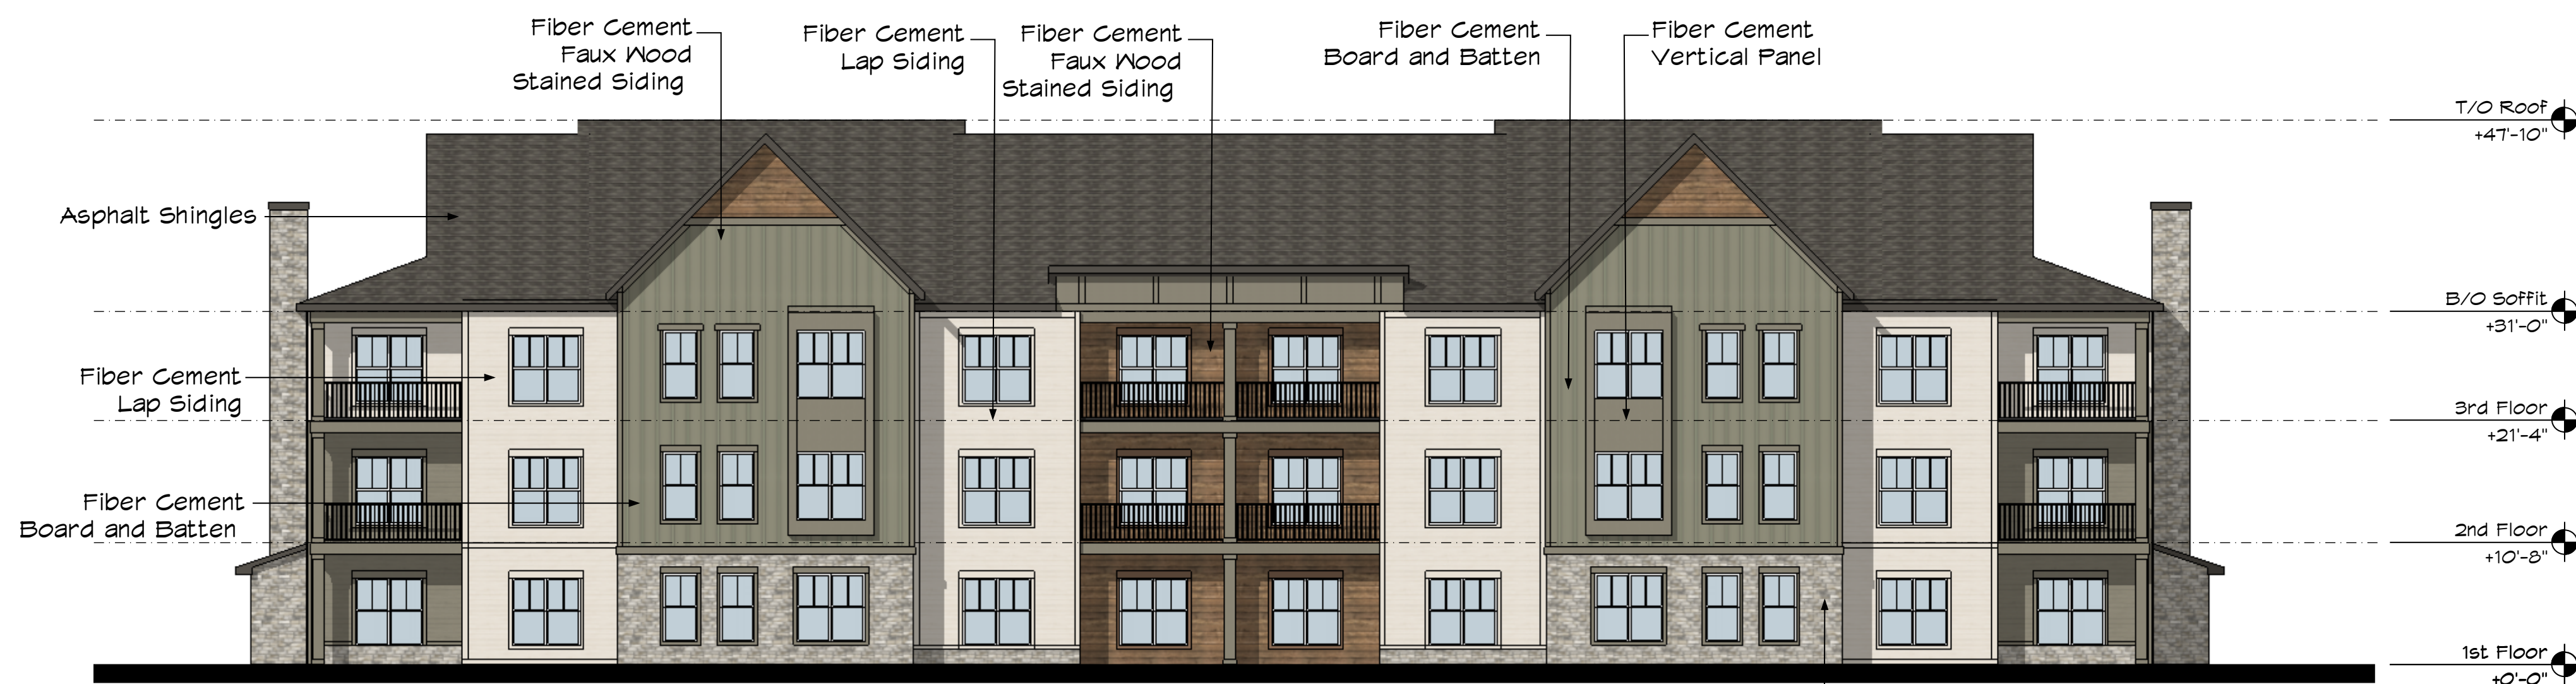 Fiber Cement
Faux Wood
Stained Siding
Fiber Cement
Lap Siding
Fiber Cement
Faux Wood
Stained Siding
Fiber Cement
Board and Batten
Fiber Cement
Vertical Panel
T/O Roof
+47'-10"
Asphalt Shingles
B/O Soffit
+31'-0"
Fiber Cement
Lap Siding
3rd Floor
+21'-4"
Fiber Cement
Board and Batten
2nd Floor
+10'-8"
1st Floor
+0'-0"